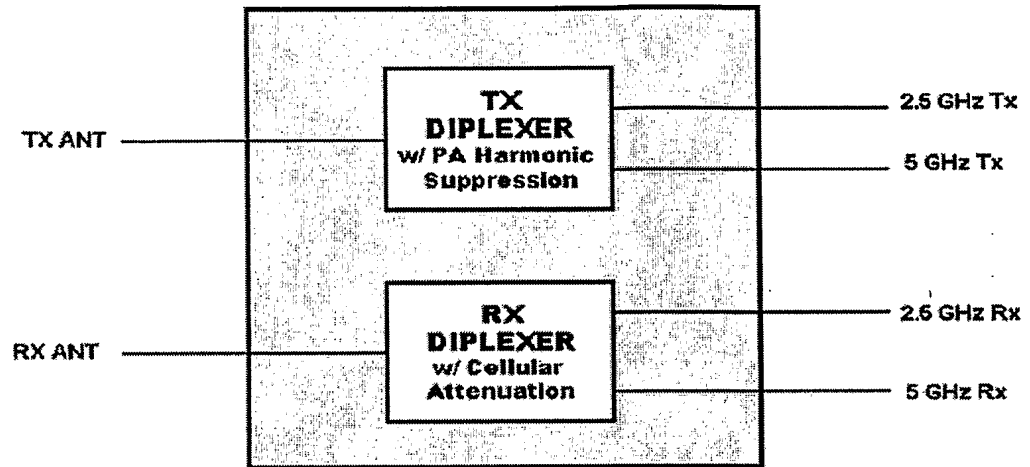 TX ANT
TX
DIPLEXER
w/ PA Harmonic
Suppression
2.5 GHz Tx
5 GHz Tx
RX ANT
RX
DIPLEXER
w/ Cellular
Attenuation
2.5 GHz Rx
5 GHz Rx